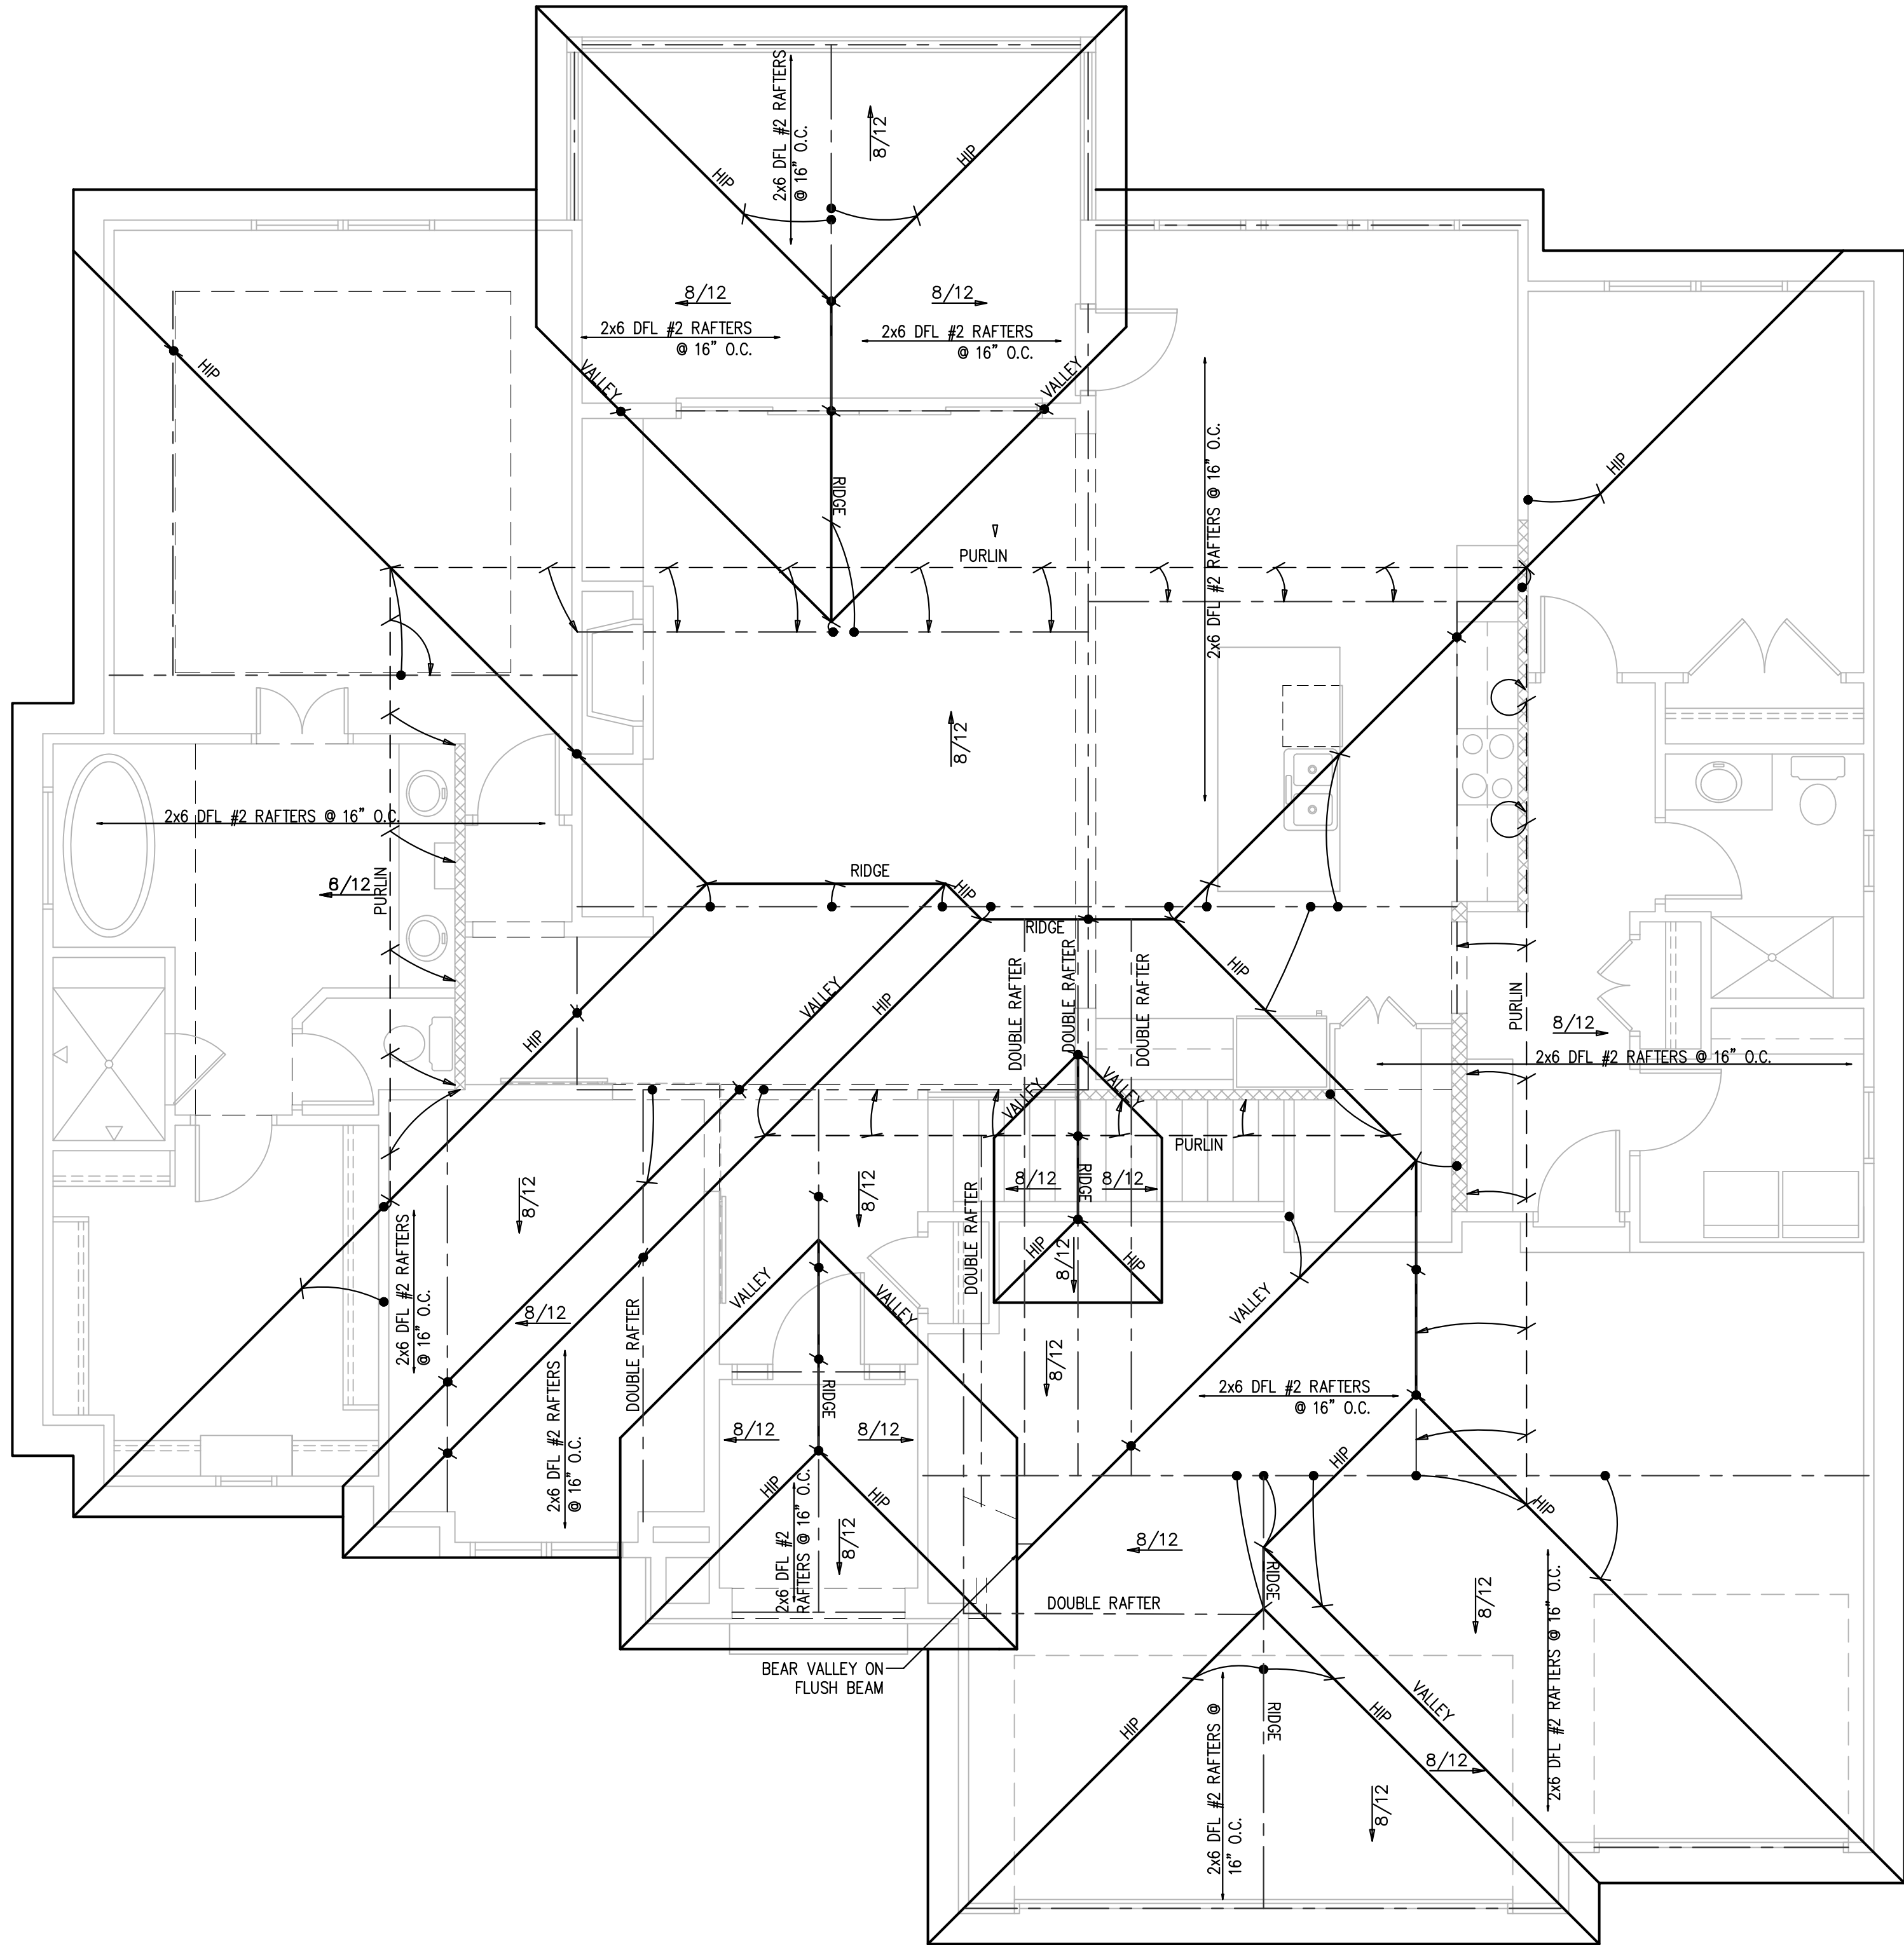 2x6 DFL #2 RAFTERS
@ 16" O.C.
8/12
HIP
HIP
HIP
8/12
8/12
2x6 DFL #2 RAFTERS
@ 16" O.C.
2x6 DFL #2 RAFTERS
@ 16" O.C.
VALLEY
VALLEY
RIDGE
HIP
PURLIN
2x6 DFL #2 RAFTERS @ 16" O.C.
8/12
2x6 DFL #2 RAFTERS @ 16" O.C.
8/12
PURLIN
RIDGE
HIP
RIDGE
VALLEY
HIP
HIP
DOUBLE RAFTER
DOUBLE RAFTER
DOUBLE RAFTER
HIP
PURLIN
8/12
2x6 DFL #2 RAFTERS @ 16" O.C.
VALLEY
VALLEY
PURLIN
8/12
8/12
RIDGE
8/12
8/12
2x6 DFL #2 RAFTERS
@ 16" O.C.
DOUBLE RAFTER
HIP
HIP
8/12
VALLEY
VALLEY
VALLEY
8/12
DOUBLE RAFTER
8/12
2x6 DFL #2 RAFTERS
@ 16" O.C.
RIDGE
2x6 DFL #2 RAFTERS
@ 16" O.C.
8/12
8/12
HIP
HIP
HIP
2x6 DFL #2
RAFTERS @ 16" O.C.
8/12
8/12
HIP
RIDGE
DOUBLE RAFTER
8/12
2x6 DFL #2 RAFTERS @ 16" O.C.
BEAR VALLEY ON
FLUSH BEAM
HIP
RIDGE
HIP
VALLEY
2x6 DFL #2 RAFTERS @
16" O.C.
8/12
8/12